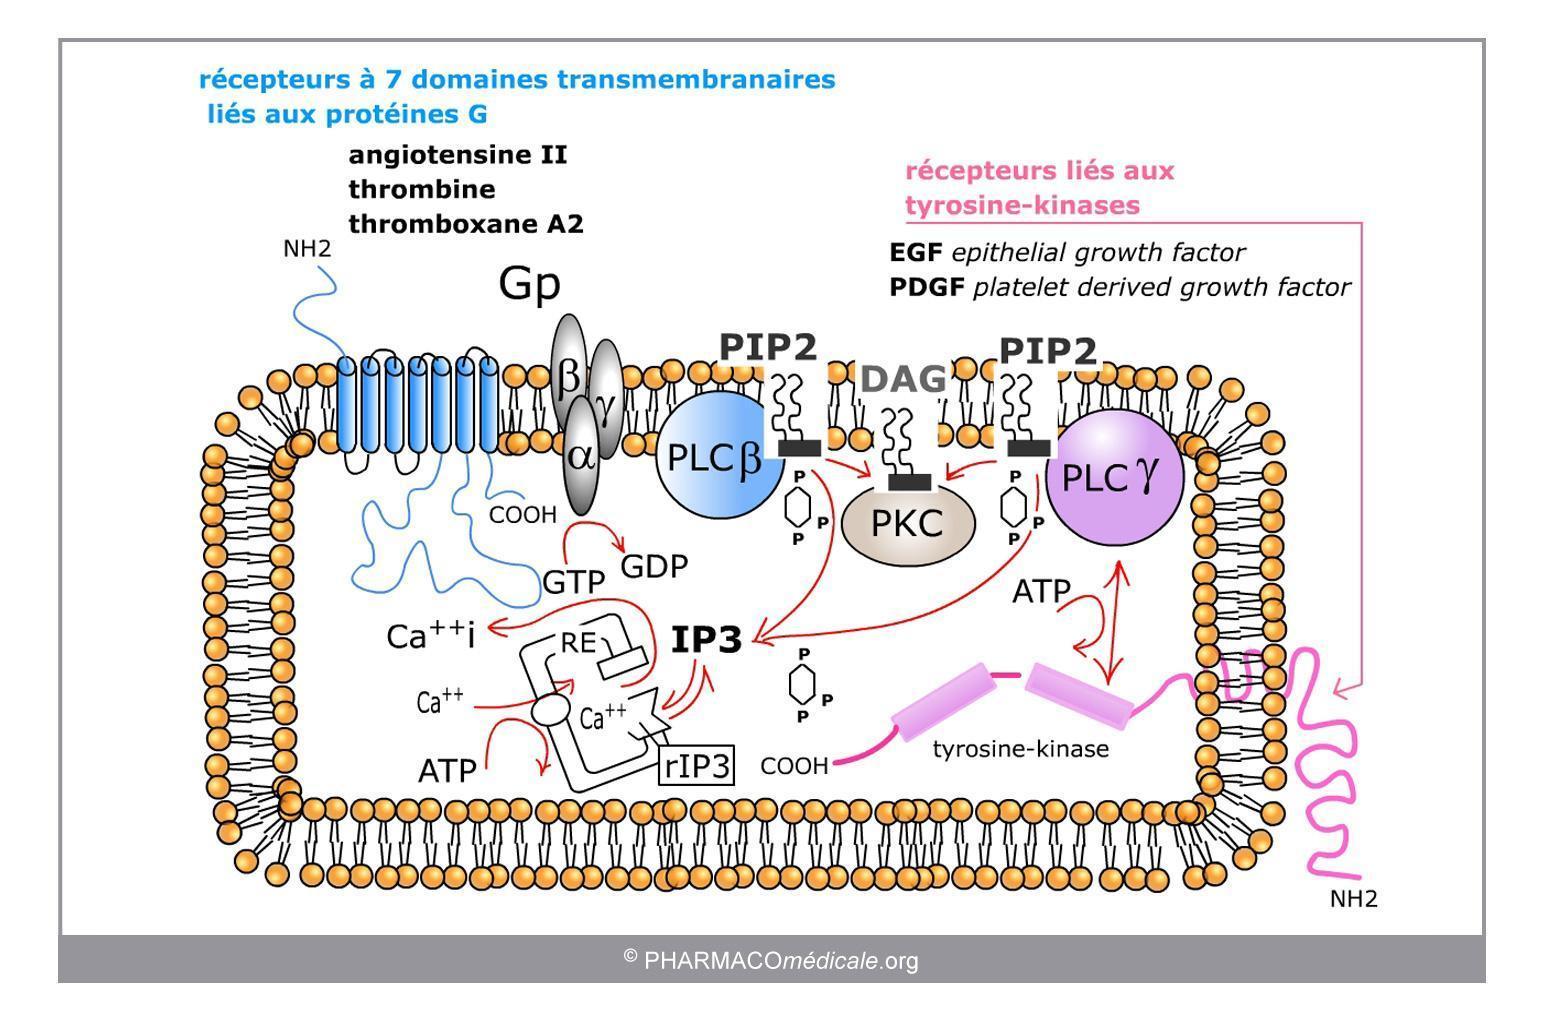 récepteurs à 7 domaines transmembranaires
liés aux protéines G
angiotensine II
thrombine
thromboxane A2
NH2
Gp
récepteurs liés aux
tyrosine-kinases
EGF epithelial growth factor
PDGF platelet derived growth factor
PIP2
DAG
PIP2
β
γ
α
PLC β
PLC γ
PKC
COOH
P
P
P
P
P
P
GTP
GDP
ATP
Ca++i
RE
IP3
P
P
P
Ca++
Ca++
ATP
rIP3
COOH
tyrosine-kinase
NH2
© PHARMACOmédicale.org